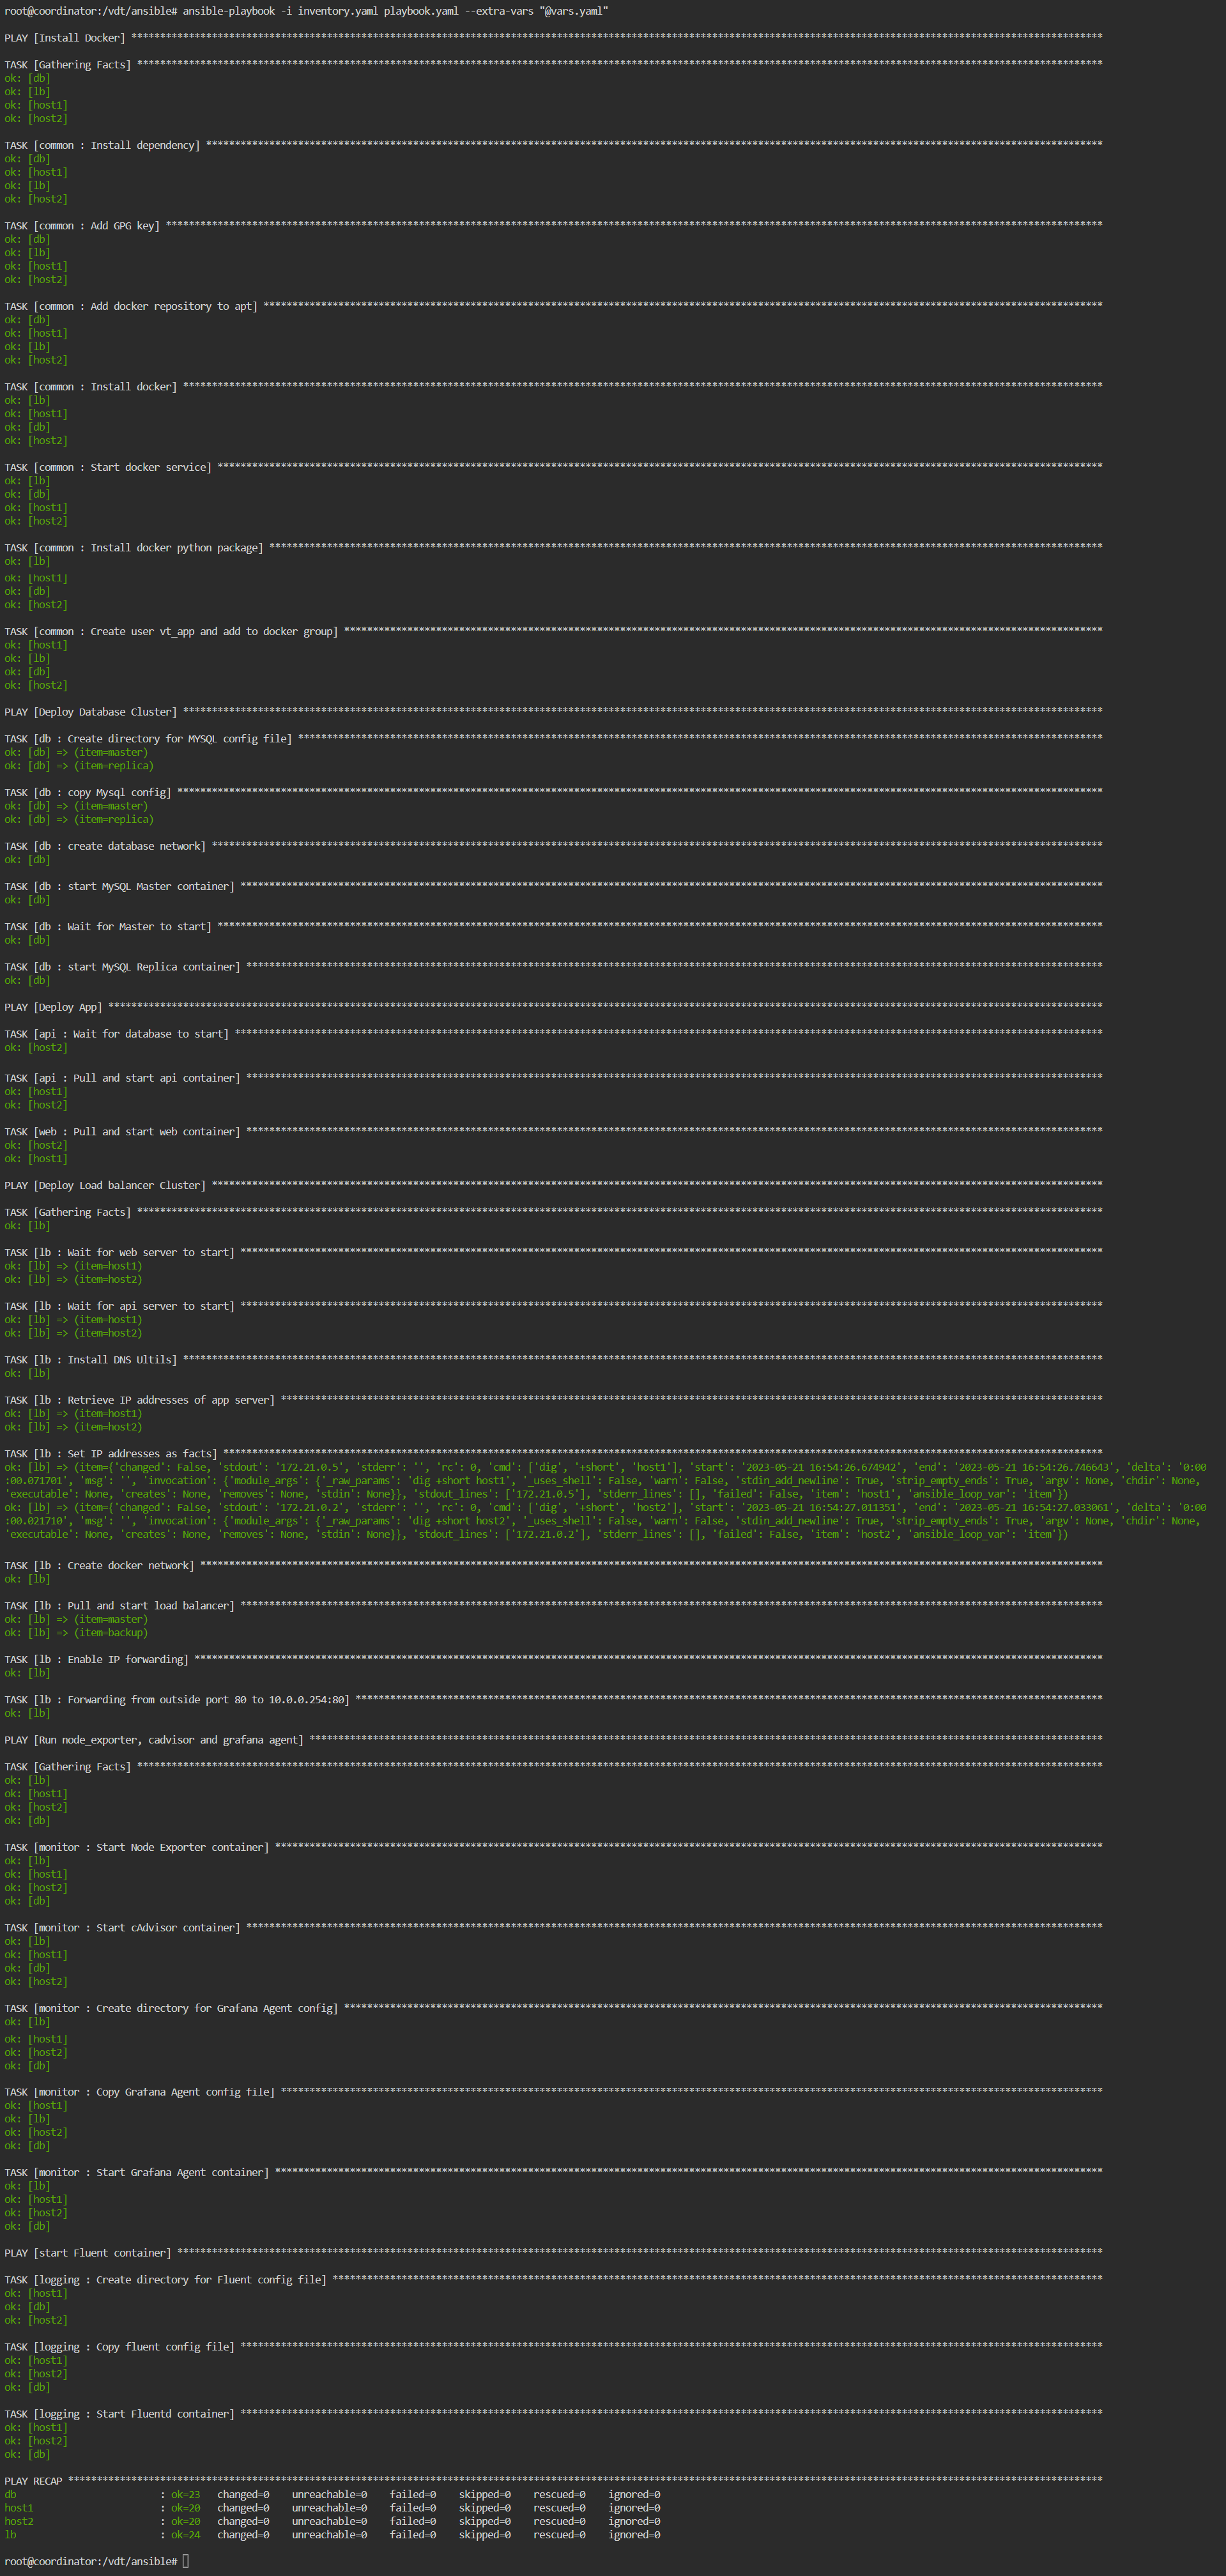 root@coordinator:/vdt/ansible# ansible-playbook -i inventory.yaml playbook.yaml --extra-vars "@vars.yaml"
PLAY [Install Docker] *************************************************************************************************************************************************************************
TASK [Gathering Facts] ************************************************************************************************************************************************************************
ok: [db]
ok: [lb]
ok: [host1]
ok: [host2]
TASK [common : Install dependency] ************************************************************************************************************************************************************
ok: [db]
ok: [host1]
ok: [lb]
ok: [host2]
TASK [common : Add GPG key] *******************************************************************************************************************************************************************
ok: [db]
ok: [lb]
ok: [host1]
ok: [host2]
TASK [common : Add docker repository to apt] **************************************************************************************************************************************************
ok: [db]
ok: [host1]
ok: [lb]
ok: [host2]
TASK [common : Install docker] ****************************************************************************************************************************************************************
ok: [lb]
ok: [host1]
ok: [db]
ok: [host2]
TASK [common : Start docker service] **********************************************************************************************************************************************************
ok: [lb]
ok: [db]
ok: [host1]
ok: [host2]
TASK [common : Install docker python package] *************************************************************************************************************************************************
ok: [lb]
ok: [host1]
ok: [db]
ok: [host2]
TASK [common : Create user vt_app and add to docker group] ************************************************************************************************************************************
ok: [host1]
ok: [lb]
ok: [db]
ok: [host2]
PLAY [Deploy Database Cluster] ****************************************************************************************************************************************************************
TASK [db : Create directory for MYSQL config file] ********************************************************************************************************************************************
ok: [db] => (item=master)
ok: [db] => (item=replica)
TASK [db : copy Mysql config] *****************************************************************************************************************************************************************
ok: [db] => (item=master)
ok: [db] => (item=replica)
TASK [db : create database network] ***********************************************************************************************************************************************************
ok: [db]
TASK [db : start MySQL Master container] ******************************************************************************************************************************************************
ok: [db]
TASK [db : Wait for Master to start] **********************************************************************************************************************************************************
ok: [db]
TASK [db : start MySQL Replica container] *****************************************************************************************************************************************************
ok: [db]
PLAY [Deploy App] *****************************************************************************************************************************************************************************
TASK [api : Wait for database to start] *******************************************************************************************************************************************************
ok: [host2]
TASK [api : Pull and start api container] *****************************************************************************************************************************************************
ok: [host1]
ok: [host2]
TASK [web : Pull and start web container] *****************************************************************************************************************************************************
ok: [host2]
ok: [host1]
PLAY [Deploy Load balancer Cluster] ***********************************************************************************************************************************************************
TASK [Gathering Facts] ************************************************************************************************************************************************************************
ok: [lb]
TASK [lb : Wait for web server to start] ******************************************************************************************************************************************************
ok: [lb] => (item=host1)
ok: [lb] => (item=host2)
TASK [lb : Wait for api server to start] ******************************************************************************************************************************************************
ok: [lb] => (item=host1)
ok: [lb] => (item=host2)
TASK [lb : Install DNS Ultils] ****************************************************************************************************************************************************************
ok: [lb]
TASK [lb : Retrieve IP addresses of app server] ***********************************************************************************************************************************************
ok: [lb] => (item=host1)
ok: [lb] => (item=host2)
TASK [lb : Set IP addresses as facts] *********************************************************************************************************************************************************
ok: [lb] => (item={'changed': False, 'stdout': '172.21.0.5', 'stderr': '', 'rc': 0, 'cmd': ['dig', '+short', 'host1'], 'start': '2023-05-21 16:54:26.674942', 'end': '2023-05-21 16:54:26.746643', 'delta': '0:00
:00.071701', 'msg': '', 'invocation': {'module_args': {'_raw_params': 'dig +short host1', '_uses_shell': False, 'warn': False, 'stdin_add_newline': True, 'strip_empty_ends': True, 'argv': None, 'chdir': None,
'executable': None, 'creates': None, 'removes': None, 'stdin': None}}, 'stdout_lines': ['172.21.0.5'], 'stderr_lines': [], 'failed': False, 'item': 'host1', 'ansible_loop_var': 'item'})
ok: [lb] => (item={'changed': False, 'stdout': '172.21.0.2', 'stderr': '', 'rc': 0, 'cmd': ['dig', '+short', 'host2'], 'start': '2023-05-21 16:54:27.011351', 'end': '2023-05-21 16:54:27.033061', 'delta': '0:00
:00.021710', 'msg': '', 'invocation': {'module_args': {'_raw_params': 'dig +short host2', '_uses_shell': False, 'warn': False, 'stdin_add_newline': True, 'strip_empty_ends': True, 'argv': None, 'chdir': None,
'executable': None, 'creates': None, 'removes': None, 'stdin': None}}, 'stdout_lines': ['172.21.0.2'], 'stderr_lines': [], 'failed': False, 'item': 'host2', 'ansible_loop_var': 'item'})
TASK [lb : Create docker network] *************************************************************************************************************************************************************
ok: [lb]
TASK [lb : Pull and start load balancer] ******************************************************************************************************************************************************
ok: [lb] => (item=master)
ok: [lb] => (item=backup)
TASK [lb : Enable IP forwarding] **************************************************************************************************************************************************************
ok: [lb]
TASK [lb : Forwarding from outside port 80 to 10.0.0.254:80] **********************************************************************************************************************************
ok: [lb]
PLAY [Run node_exporter, cadvisor and grafana agent] ******************************************************************************************************************************************
TASK [Gathering Facts] ************************************************************************************************************************************************************************
ok: [lb]
ok: [host1]
ok: [host2]
ok: [db]
TASK [monitor : Start Node Exporter container] ************************************************************************************************************************************************
ok: [lb]
ok: [host1]
ok: [host2]
ok: [db]
TASK [monitor : Start cAdvisor container] *****************************************************************************************************************************************************
ok: [lb]
ok: [host1]
ok: [db]
ok: [host2]
TASK [monitor : Create directory for Grafana Agent config] ************************************************************************************************************************************
ok: [lb]
ok: [host1]
ok: [host2]
ok: [db]
TASK [monitor : Copy Grafana Agent config file] ***********************************************************************************************************************************************
ok: [host1]
ok: [lb]
ok: [host2]
ok: [db]
TASK [monitor : Start Grafana Agent container] ************************************************************************************************************************************************
ok: [lb]
ok: [host1]
ok: [host2]
ok: [db]
PLAY [start Fluent container] *****************************************************************************************************************************************************************
TASK [logging : Create directory for Fluent config file] **************************************************************************************************************************************
ok: [host1]
ok: [db]
ok: [host2]
TASK [logging : Copy fluent config file] ******************************************************************************************************************************************************
ok: [host1]
ok: [host2]
ok: [db]
TASK [logging : Start Fluentd container] ******************************************************************************************************************************************************
ok: [host1]
ok: [host2]
ok: [db]
PLAY RECAP ************************************************************************************************************************************************************************************
db                         : ok=23   changed=0    unreachable=0    failed=0    skipped=0    rescued=0    ignored=0
host1                      : ok=20   changed=0    unreachable=0    failed=0    skipped=0    rescued=0    ignored=0
host2                      : ok=20   changed=0    unreachable=0    failed=0    skipped=0    rescued=0    ignored=0
lb                         : ok=24   changed=0    unreachable=0    failed=0    skipped=0    rescued=0    ignored=0
root@coordinator:/vdt/ansible#